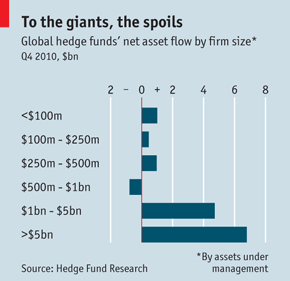 To the giants, the spoils
Global hedge funds' net asset flow by firm size*
Q4 2010, $bn
2 – 0 + 2 4 6 8
<$100m
$100m - $250m
$250m - $500m
$500m - $1bn
$1bn - $5bn
>$5bn
*By assets under
Source: Hedge Fund Research management